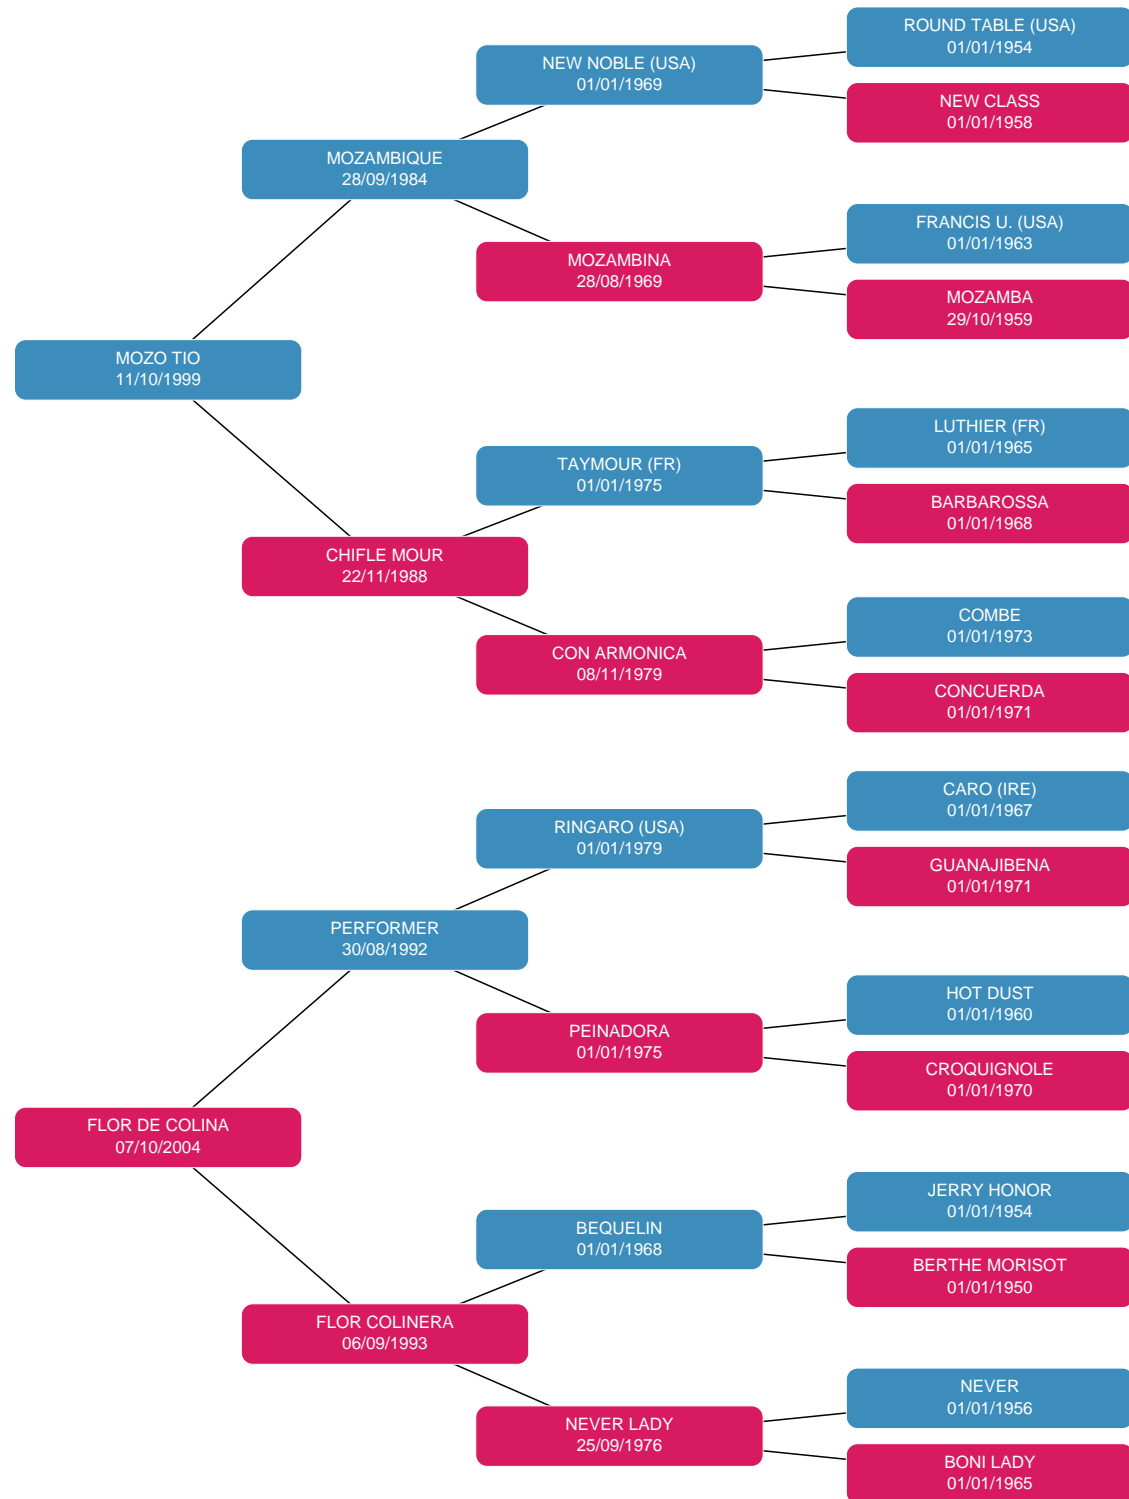 ROUND TABLE (USA)
01/01/1954
NEW NOBLE (USA)
01/01/1969
NEW CLASS
01/01/1958
MOZAMBIQUE
28/09/1984
FRANCIS U. (USA)
01/01/1963
MOZAMBINA
28/08/1969
MOZAMBA
29/10/1959
MOZO TIO
11/10/1999
LUTHIER (FR)
01/01/1965
TAYMOUR (FR)
01/01/1975
BARBAROSSA
01/01/1968
CHIFLE MOUR
22/11/1988
COMBE
01/01/1973
CON ARMONICA
08/11/1979
CONCUERDA
01/01/1971
CARO (IRE)
01/01/1967
RINGARO (USA)
01/01/1979
GUANAJIBENA
01/01/1971
PERFORMER
30/08/1992
HOT DUST
01/01/1960
PEINADORA
01/01/1975
CROQUIGNOLE
01/01/1970
FLOR DE COLINA
07/10/2004
JERRY HONOR
01/01/1954
BEQUELIN
01/01/1968
BERTHE MORISOT
01/01/1950
FLOR COLINERA
06/09/1993
NEVER
01/01/1956
NEVER LADY
25/09/1976
BONI LADY
01/01/1965